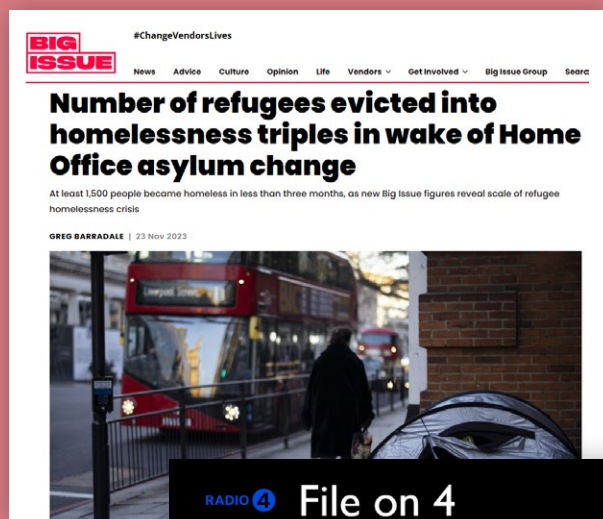 #ChangeVendorsLives
BIG
ISSUE
News Advice Culture Opinion Life Vendors Get Involved Big Issue Group Searc
Number of refugees evicted into
homelessness triples in wake of Home
Office asylum change
At least 1,500 people became homeless in less than three months, as new Big Issue figures reveal scale of refugee
homelessness crisis
GREG BARRADALE | 23 Nov 2023
Liverpool Street
RADIO 4 File on 4